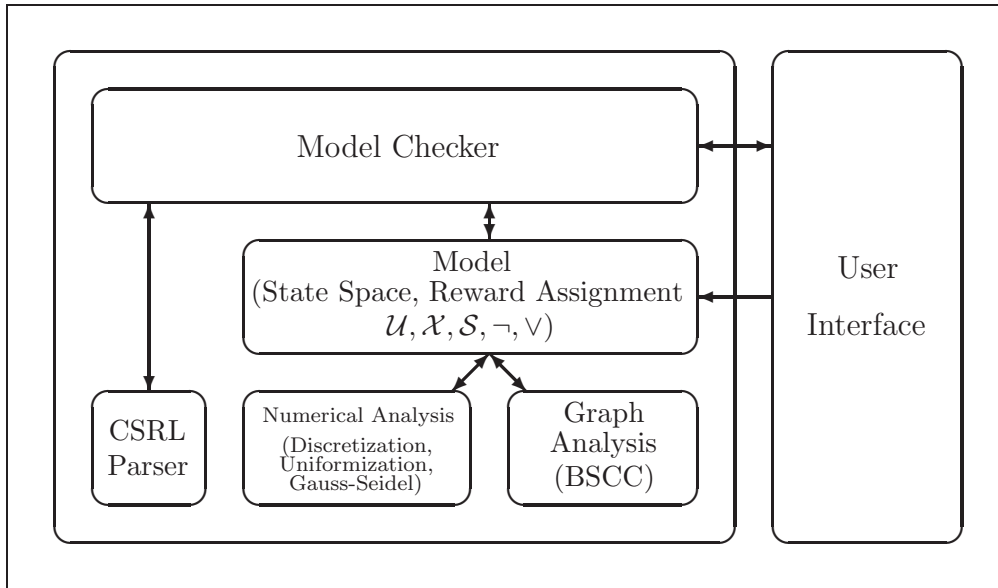 Model Checker
Model
(State Space, Reward Assignment
𝒰, 𝒳, 𝒮, ¬, ∨)
User
Interface
CSRL
Parser
Numerical Analysis
(Discretization,
Uniformization,
Gauss-Seidel)
Graph
Analysis
(BSCC)